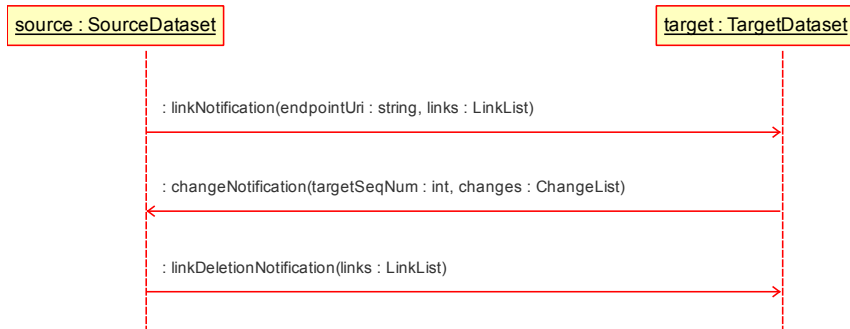 source : SourceDataset
target : TargetDataset
: linkNotification(endpointUri : string, links : LinkList)
: changeNotification(targetSeqNum : int, changes : ChangeList)
: linkDeletionNotification(links : LinkList)